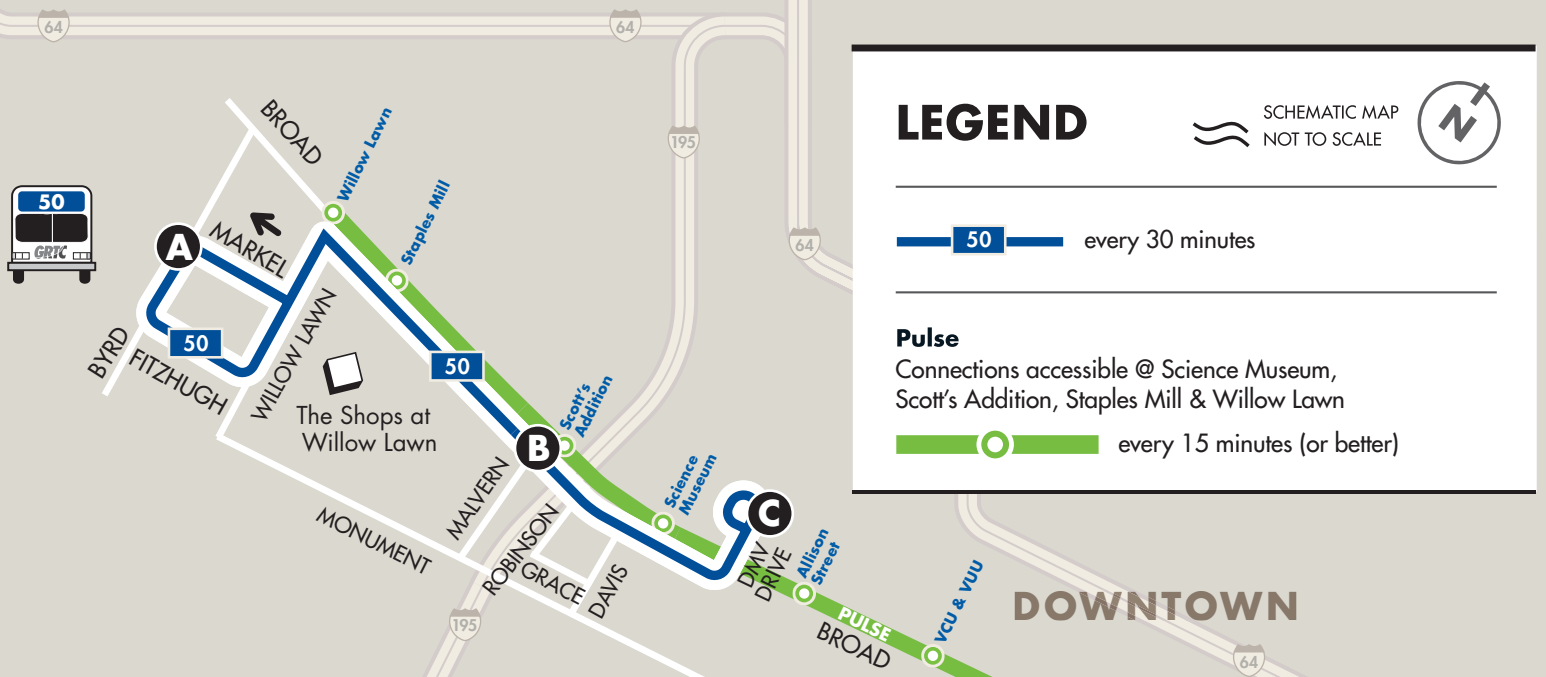 64
64
195
64
195
64
50
GRTC
BROAD
Willow Lawn
Staples Mill
A
MARKEL
50
BYRD
FITZHUGH
WILLOW LAWN
The Shops at
Willow Lawn
50
Scott's
Addition
B
MALVERN
MONUMENT
ROBINSON
GRACE
DAVIS
Science
Museum
C
DMV
DRIVE
Allison
Street
PULSE
BROAD
VCU & VUU
DOWNTOWN
LEGEND
SCHEMATIC MAP
NOT TO SCALE
N
50
every 30 minutes
Pulse
Connections accessible @ Science Museum,
Scott's Addition, Staples Mill & Willow Lawn
every 15 minutes (or better)